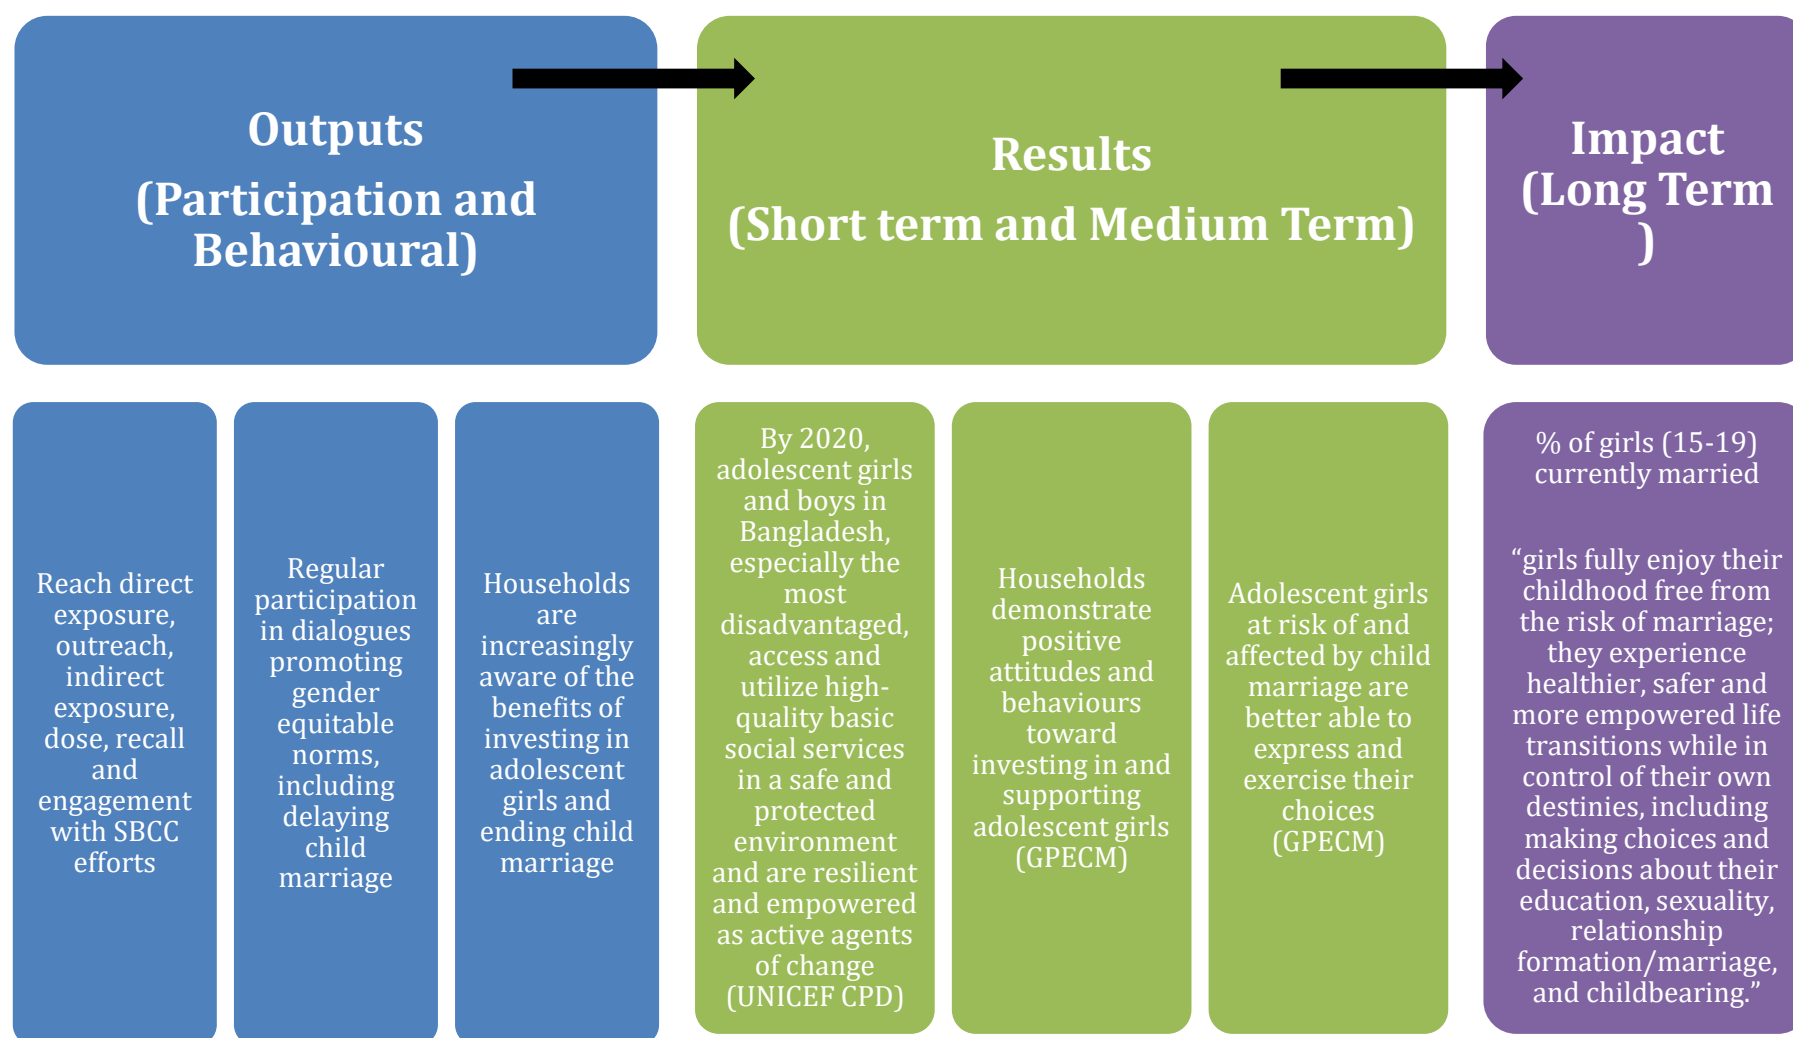 Outputs
(Participation and
Behavioural)
Results
(Short term and Medium Term)
Impact
(Long Term
)
Reach direct
exposure,
outreach,
indirect
exposure,
dose, recall
and
engagement
with SBCC
efforts
Regular
participation
in dialogues
promoting
gender
equitable
norms,
including
delaying
child
marriage
Households
are
increasingly
aware of the
benefits of
investing in
adolescent
girls and
ending child
marriage
By 2020,
adolescent girls
and boys in
Bangladesh,
especially the
most
disadvantaged,
access and
utilize high-
quality basic
social services
in a safe and
protected
environment
and are resilient
and empowered
as active agents
of change
(UNICEF CPD)
Households
demonstrate
positive
attitudes and
behaviours
toward
investing in and
supporting
adolescent girls
(GPECM)
Adolescent girls
at risk of and
affected by child
marriage are
better able to
express and
exercise their
choices
(GPECM)
% of girls (15-19)
currently married
“girls fully enjoy their
childhood free from
the risk of marriage;
they experience
healthier, safer and
more empowered life
transitions while in
control of their own
destinies, including
making choices and
decisions about their
education, sexuality,
relationship
formation/marriage,
and childbearing.”